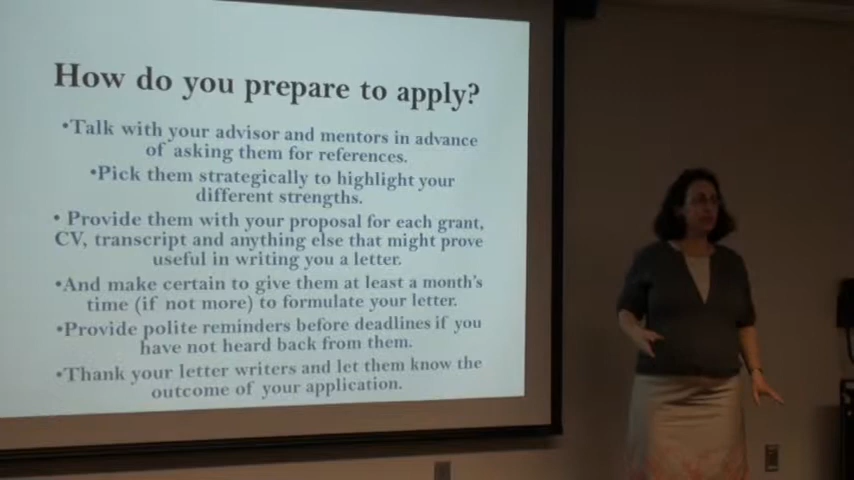 How do you prepare to apply?
•Talk with your advisor and mentors in advance
of asking them for references.
•Pick them strategically to highlight your
different strengths.
• Provide them with your proposal for each grant,
CV, transcript and anything else that might prove
useful in writing you a letter.
•And make certain to give them at least a month's
time (if not more) to formulate your letter.
•Provide polite reminders before deadlines if you
have not heard back from them.
•Thank your letter writers and let them know the
outcome of your application.